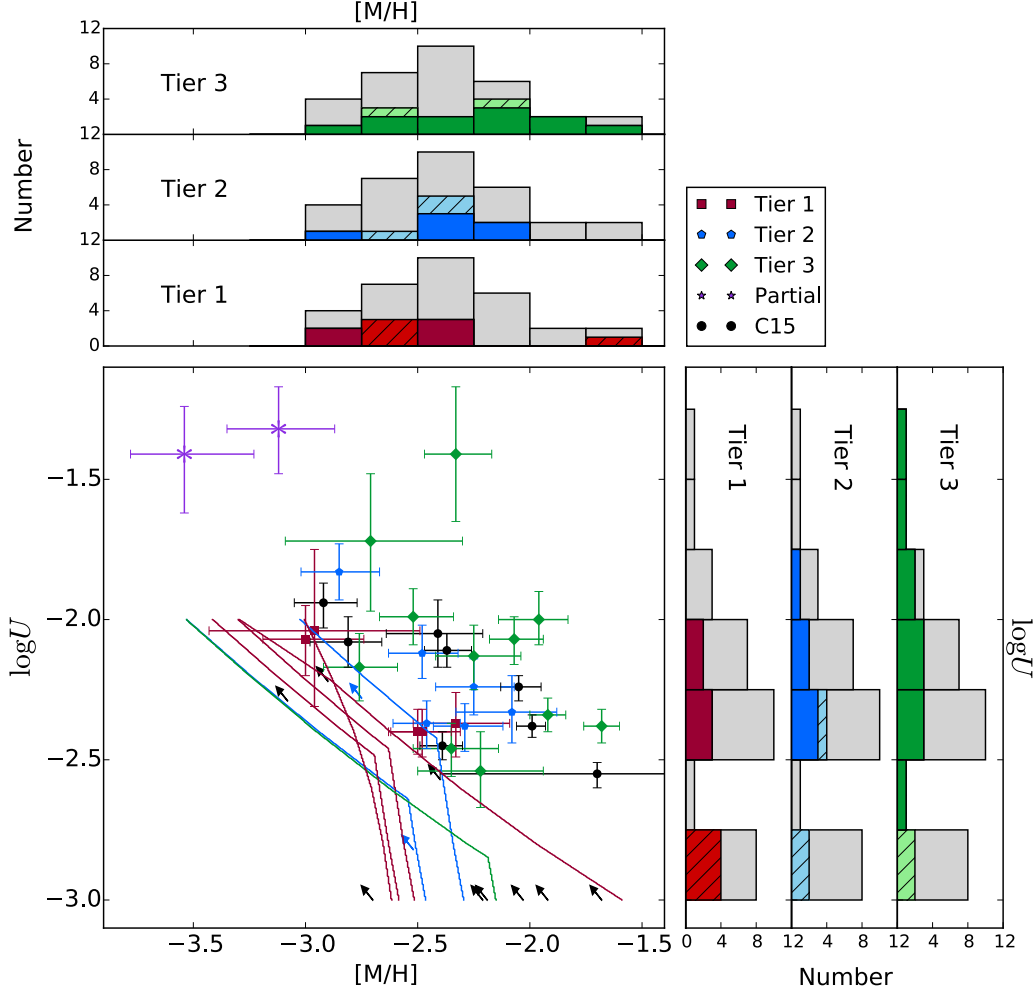 [M/H]
12
8
4
Tier 3
12
8
4
Tier 2
12
8
4
0
Tier 1
Number
Tier 1
Tier 2
Tier 3
Partial
C15
−1.5
−2.0
−2.5
−3.0
logU
−3.5 −3.0 −2.5 −2.0 −1.5
[M/H]
Tier 1
Tier 2
Tier 3
logU
0 4 8 12 4 8 12 4 8 12
Number